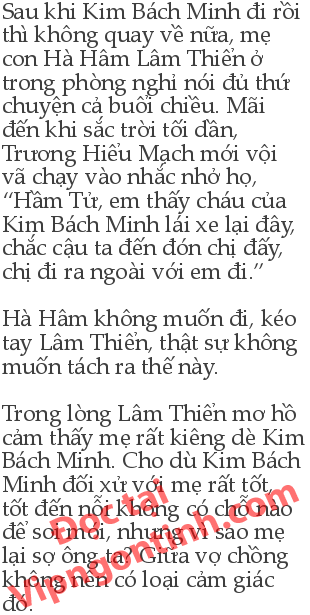 Sau khi Kim Bách Minh đi rồi
thì không quay về nữa, mẹ
con Hà Hâm Lâm Thiển ở
trong phòng nghỉ nói đủ thứ
chuyện cả buổi chiều. Mãi
đến khi sắc trời tối dần,
Trương Hiểu Mạch mới vội
vã chạy vào nhắc nhở họ,
“Hầm Tử, em thấy cháu của
Kim Bách Minh lái xe lại đây,
chắc cậu ta đến đón chị đấy,
chị đi ra ngoài với em đi.”
Hà Hâm không muốn đi, kéo
tay Lâm Thiển, thật sự không
muốn tách ra thế này.
Trong lòng Lâm Thiển mơ hồ
cảm thấy mẹ rất kiêng dè Kim
Bách Minh. Cho dù Kim Bách
Minh đối xử với mẹ rất tốt,
tốt đến nỗi không có chỗ nào
để soi mói, nhưng vì sao mẹ
lại sợ ông ta? Giữa vợ chồng
không nên có loại cảm giác
đó!
Đọc tại
Vipngontinh.com